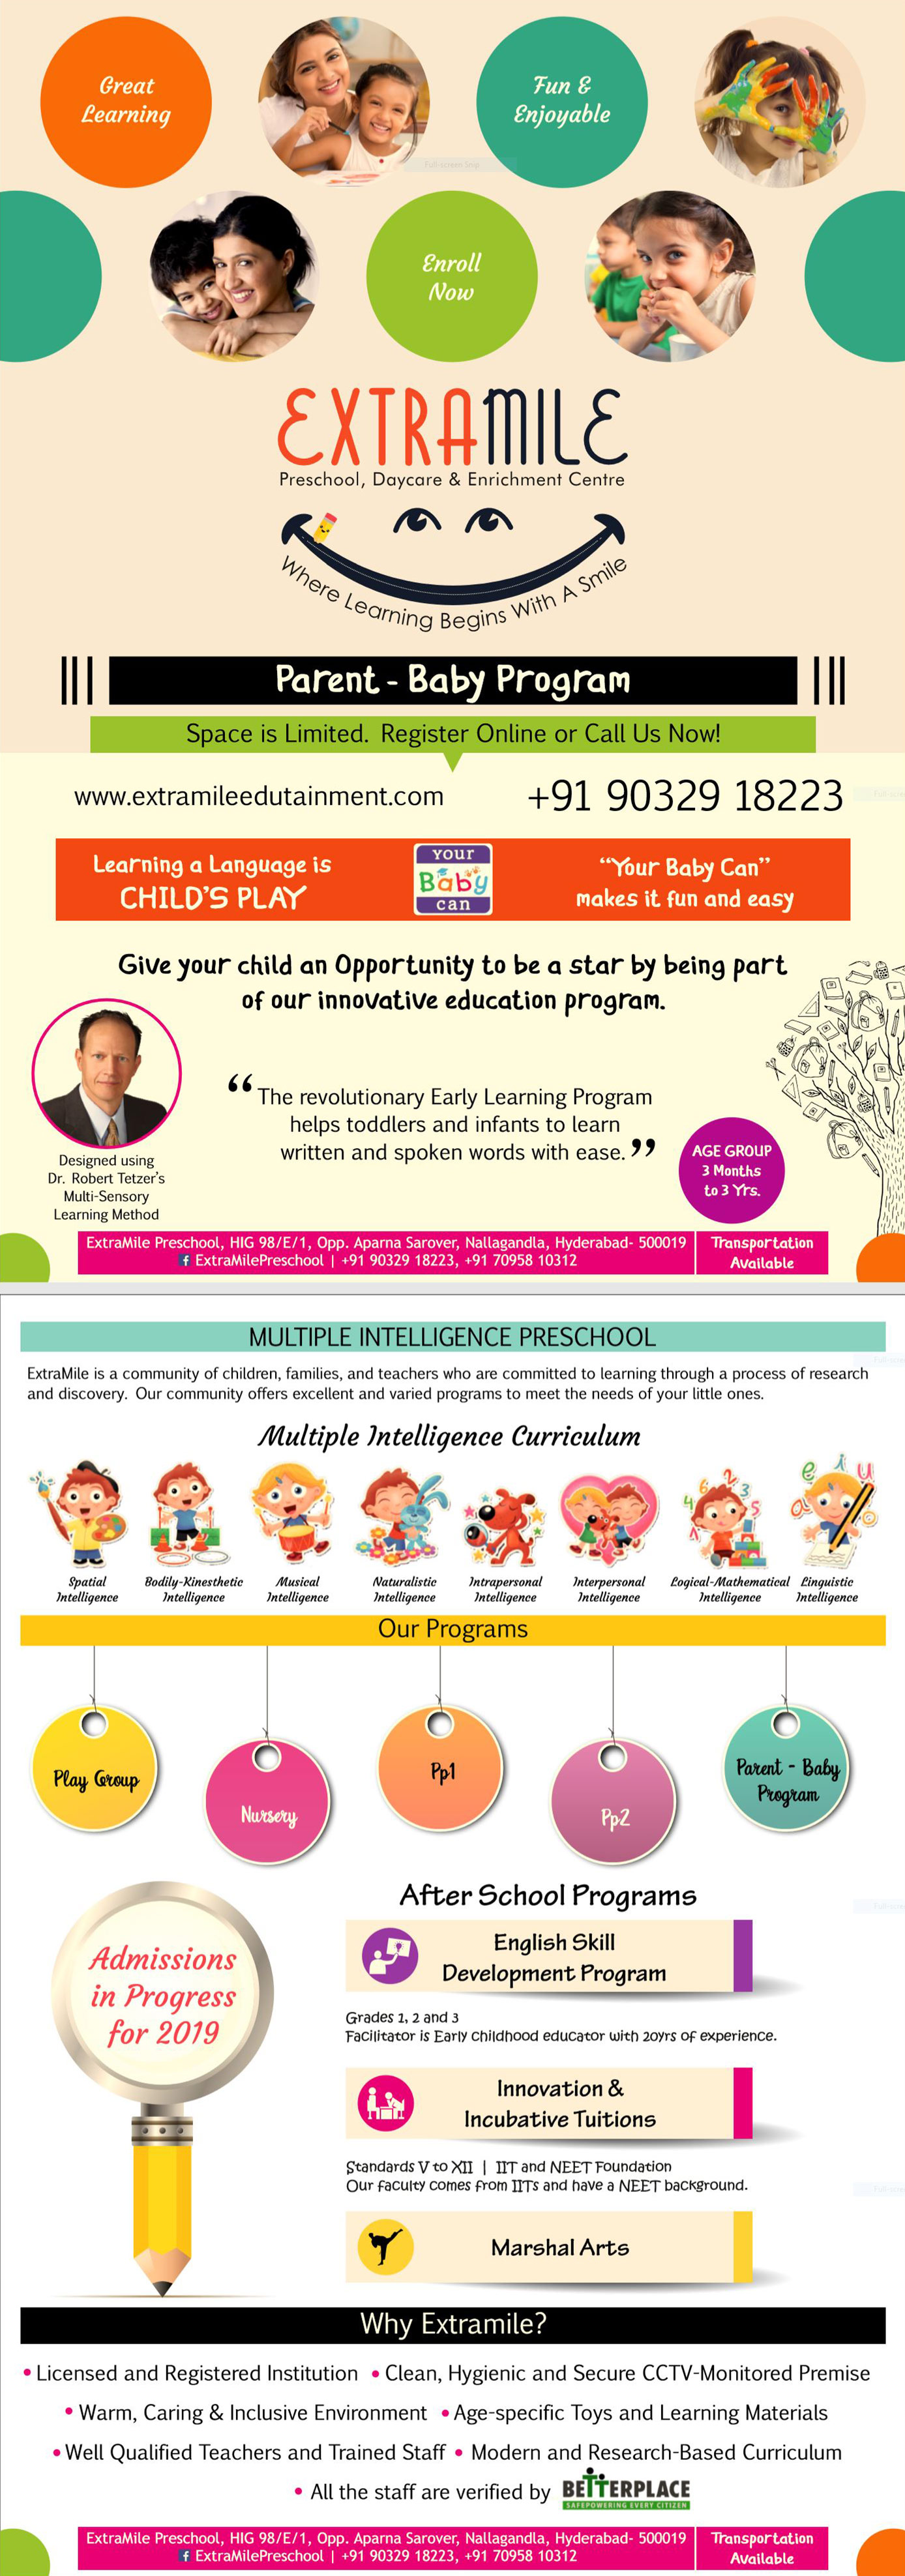 Great
Learning
Fun &
Enjoyable
Full-screen Snip
Enroll
Now
EXTRAMILE
Preschool, Daycare & Enrichment Centre
Where Learning Begins With A Smile
Parent - Baby Program
Space is Limited. Register Online or Call Us Now!
www.extramileedutainment.com
+91 90329 18223
Learning a Language is
CHILD'S PLAY
YOUR
Baby
can
“Your Baby Can”
makes it fun and easy
Give your child an Opportunity to be a star by being part
of our innovative education program.
“ The revolutionary Early Learning Program
helps toddlers and infants to learn
written and spoken words with ease. ”
Designed using
Dr. Robert Tetzer's
Multi-Sensory
Learning Method
AGE GROUP
3 Months
to 3 Yrs.
ExtraMile Preschool, HIG 98/E/1, Opp. Aparna Sarover, Nallagandla, Hyderabad- 500019
f ExtraMilePreschool | +91 90329 18223, +91 70958 10312
Transportation
Available
MULTIPLE INTELLIGENCE PRESCHOOL
ExtraMile is a community of children, families, and teachers who are committed to learning through a process of research
and discovery. Our community offers excellent and varied programs to meet the needs of your little ones.
Multiple Intelligence Curriculum
Spatial
Intelligence
Bodily-Kinesthetic
Intelligence
Musical
Intelligence
Naturalistic
Intelligence
Intrapersonal
Intelligence
Interpersonal
Intelligence
Logical-Mathematical
Intelligence
Linguistic
Intelligence
Our Programs
Play Group
Nursery
Pp1
Pp2
Parent - Baby
Program
Admissions
in Progress
for 2019
After School Programs
English Skill
Development Program
Grades 1, 2 and 3
Facilitator is Early childhood educator with 20yrs of experience.
Innovation &
Incubative Tuitions
Standards V to XII | IIT and NEET Foundation
Our faculty comes from IITs and have a NEET background.
Marshal Arts
Why Extramile?
• Licensed and Registered Institution • Clean, Hygienic and Secure CCTV-Monitored Premise
• Warm, Caring & Inclusive Environment • Age-specific Toys and Learning Materials
• Well Qualified Teachers and Trained Staff • Modern and Research-Based Curriculum
• All the staff are verified by BETTERPLACE
SAFEPOWERING EVERY CITIZEN
ExtraMile Preschool, HIG 98/E/1, Opp. Aparna Sarover, Nallagandla, Hyderabad- 500019
f ExtraMilePreschool | +91 90329 18223, +91 70958 10312
Transportation
Available